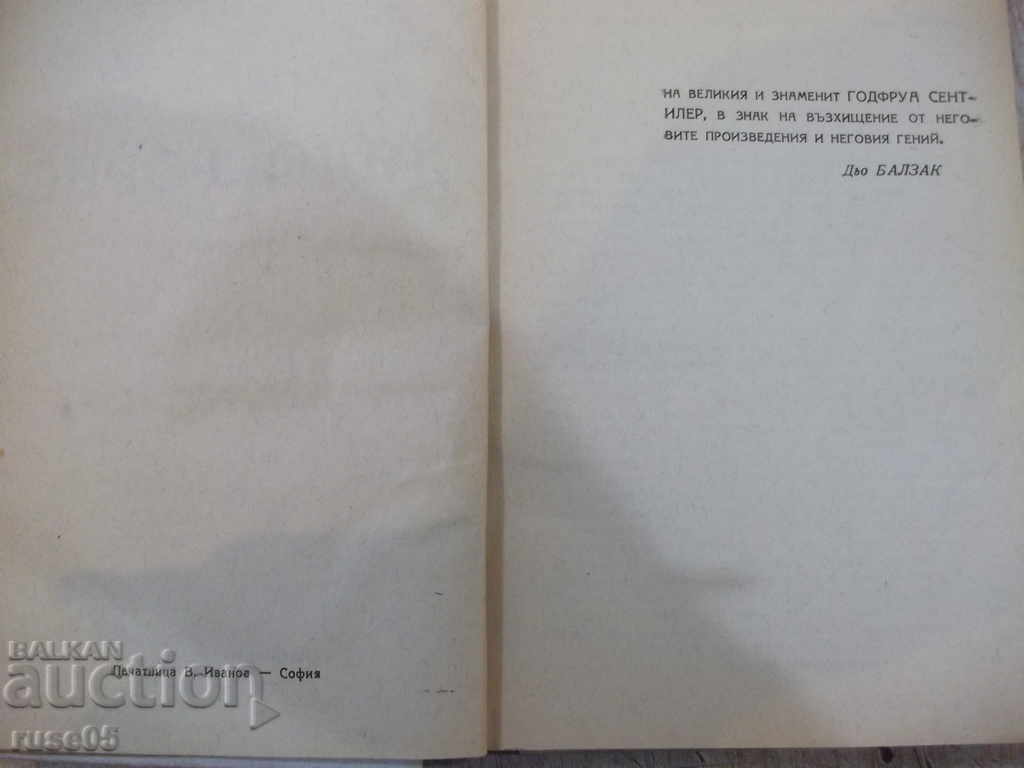 Печатница В. Иванов — София
НА ВЕЛИКИЯ И ЗНАМЕНИТ ГОДФРУА СЕНТ-
ИЛЕР, В ЗНАК НА ВЪЗХИЩЕНИЕ ОТ НЕГО-
ВИТЕ ПРОИЗВЕДЕНИЯ И НЕГОВИЯ ГЕНИЙ.
Дьо БАЛЗАК
BALKAN
auction
ruse05